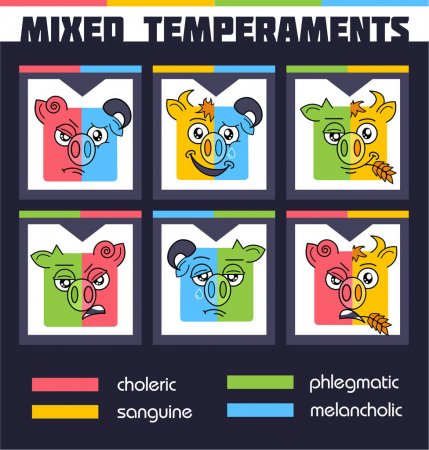 MIXED TEMPERAMENTS
choleric
phlegmatic
sanguine
melancholic